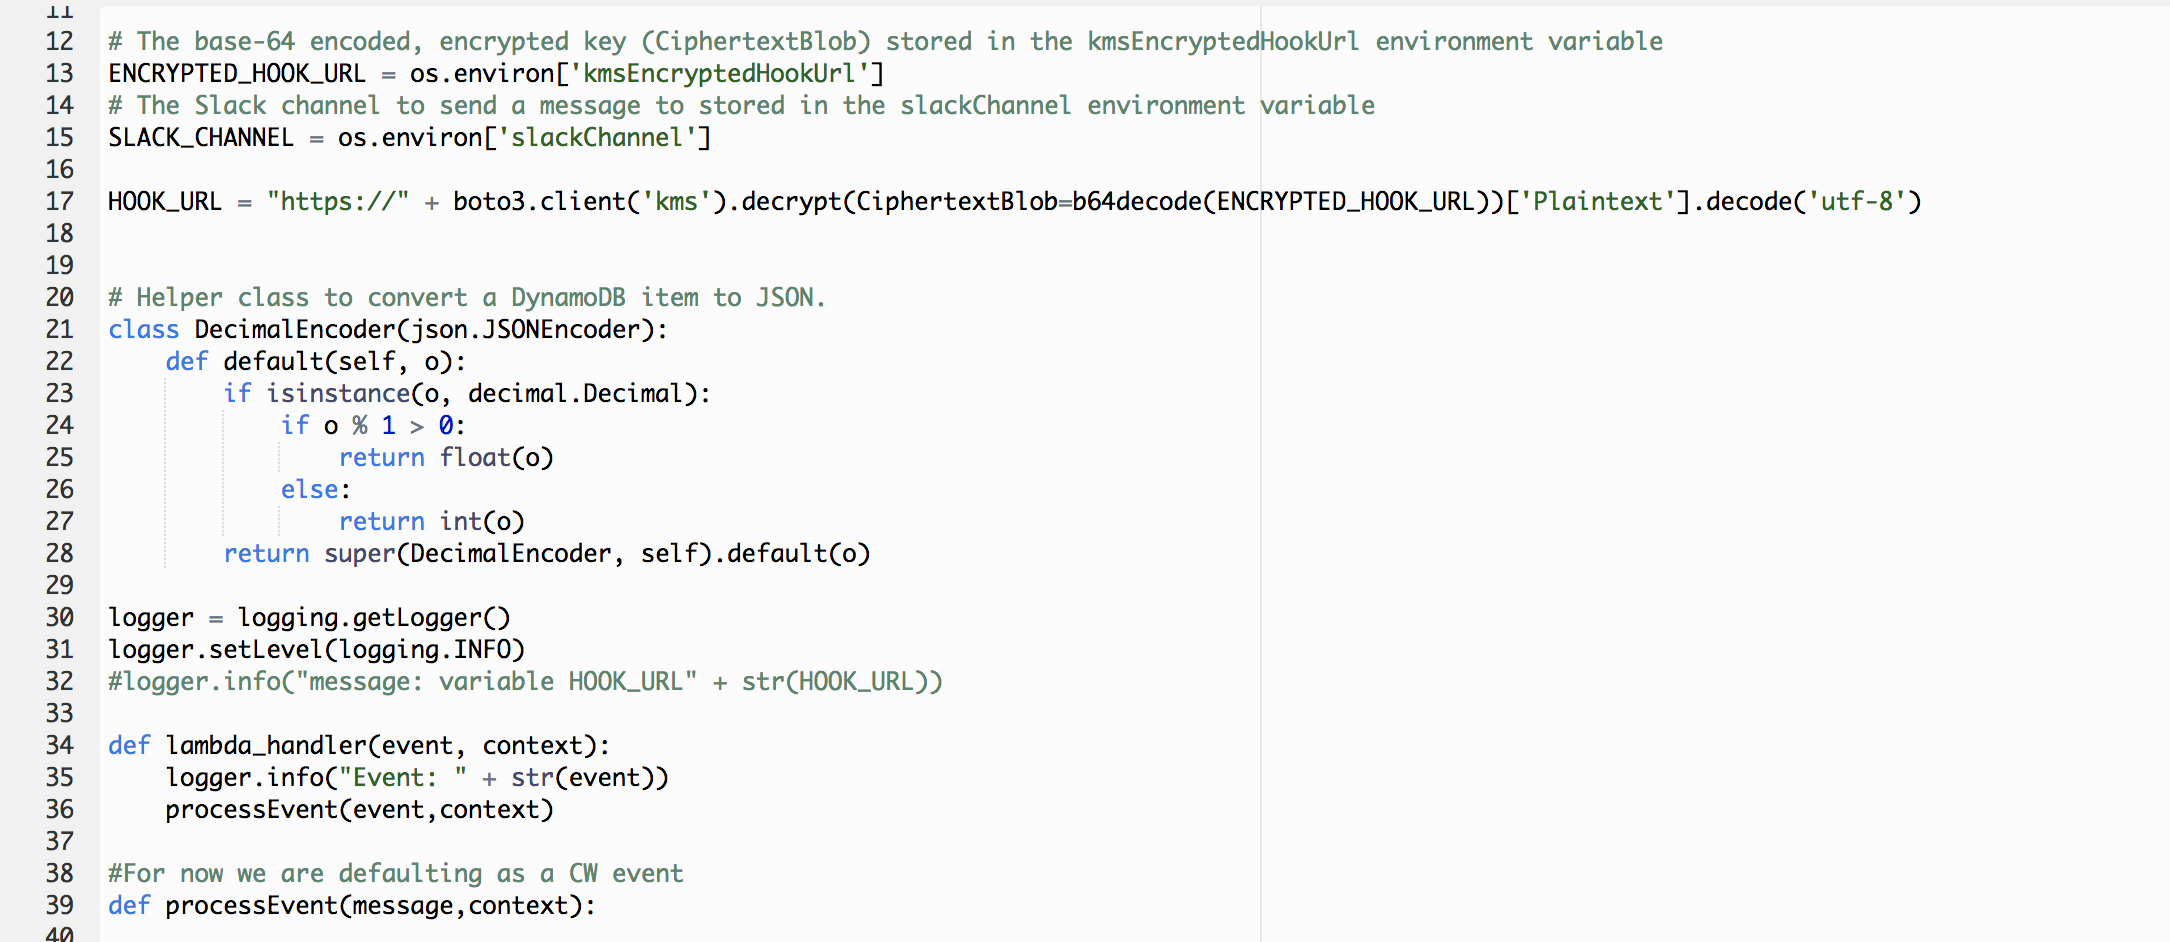 11
12 # The base-64 encoded, encrypted key (CiphertextBlob) stored in the kmsEncryptedHookUrl environment variable
13 ENCRYPTED_HOOK_URL = os.environ['kmsEncryptedHookUrl']
14 # The Slack channel to send a message to stored in the slackChannel environment variable
15 SLACK_CHANNEL = os.environ['slackChannel']
16
17 HOOK_URL = "https://" + boto3.client('kms').decrypt(CiphertextBlob=b64decode(ENCRYPTED_HOOK_URL))['Plaintext'].decode('utf-8')
18
19
20 # Helper class to convert a DynamoDB item to JSON.
21 class DecimalEncoder(json.JSONEncoder):
22     def default(self, o):
23         if isinstance(o, decimal.Decimal):
24             if o % 1 > 0:
25                 return float(o)
26             else:
27                 return int(o)
28         return super(DecimalEncoder, self).default(o)
29
30 logger = logging.getLogger()
31 logger.setLevel(logging.INFO)
32 #logger.info("message: variable HOOK_URL" + str(HOOK_URL))
33
34 def lambda_handler(event, context):
35     logger.info("Event: " + str(event))
36     processEvent(event,context)
37
38 #For now we are defaulting as a CW event
39 def processEvent(message,context):
40